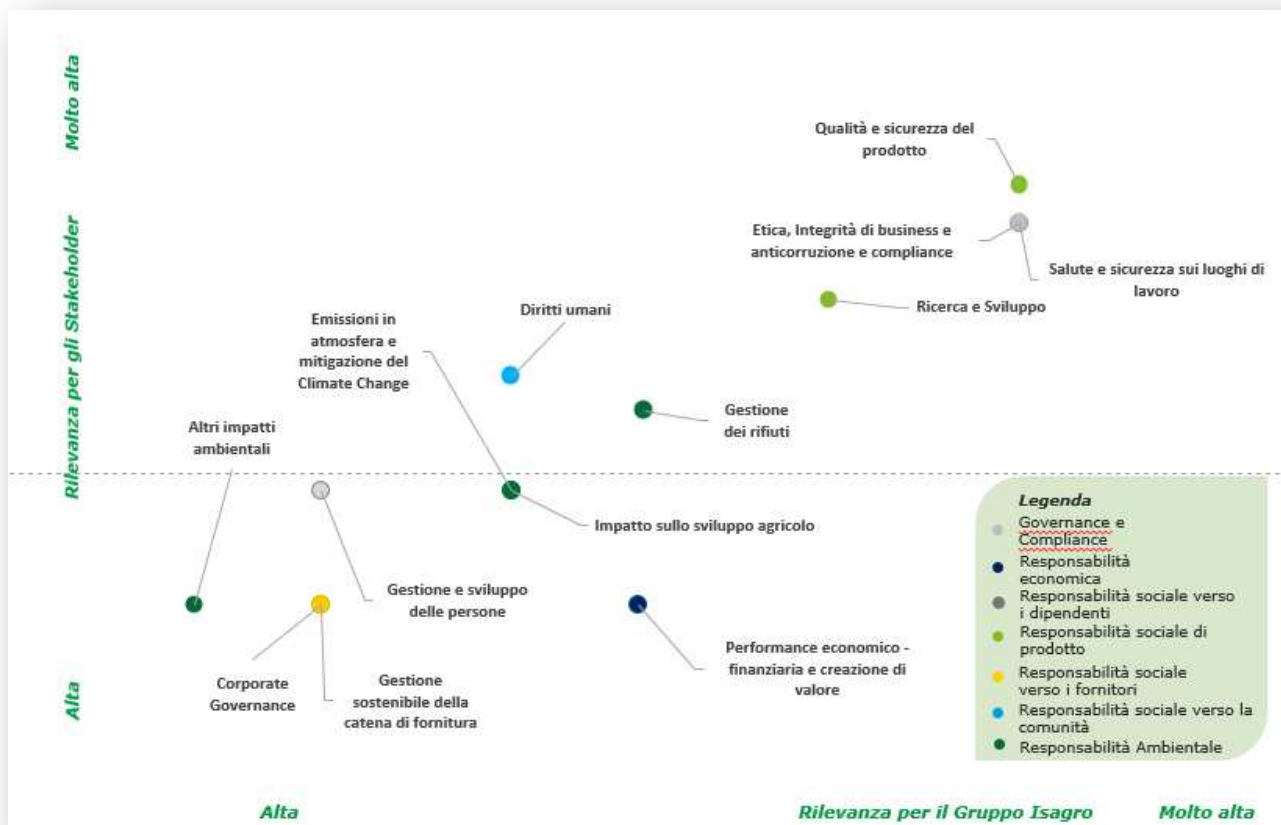 Molto alta
Rilevanza per gli Stakeholder
Alta
Qualità e sicurezza del
prodotto
Etica, Integrità di business e
anticorruzione e compliance
Salute e sicurezza sui luoghi di
lavoro
Ricerca e Sviluppo
Diritti umani
Emissioni in
atmosfera e
mitigazione del
Climate Change
Gestione
dei rifiuti
Altri impatti
ambientali
Impatto sullo sviluppo agricolo
Gestione e sviluppo
delle persone
Corporate
Governance
Gestione
sostenibile della
catena di fornitura
Performance economico -
finanziaria e creazione di
valore
Legenda
Governance e
Compliance
Responsabilità
economica
Responsabilità sociale verso
i dipendenti
Responsabilità sociale di
prodotto
Responsabilità sociale
verso i fornitori
Responsabilità sociale verso la
comunità
Responsabilità Ambientale
Alta
Rilevanza per il Gruppo Isagro
Molto alta